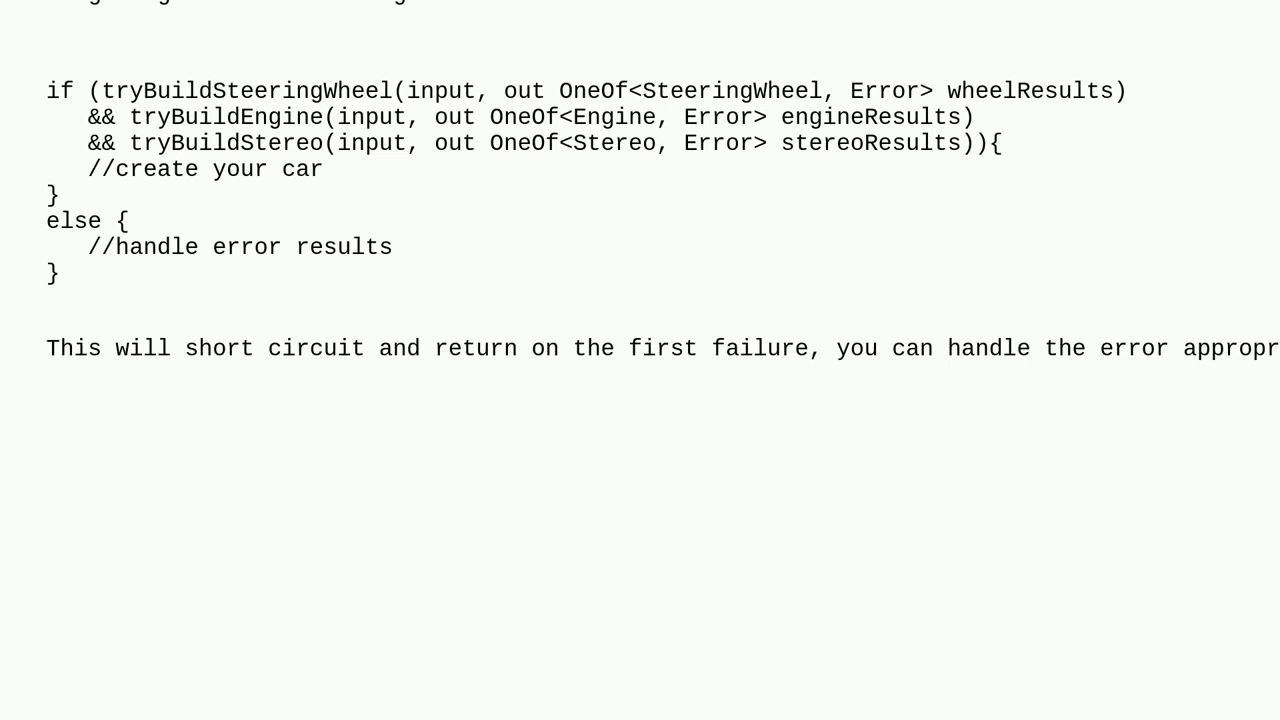 if (tryBuildSteeringWheel(input, out OneOf<SteeringWheel, Error> wheelResults)
   && tryBuildEngine(input, out OneOf<Engine, Error> engineResults)
   && tryBuildStereo(input, out OneOf<Stereo, Error> stereoResults)){
   //create your car
}
else {
   //handle error results
}
This will short circuit and return on the first failure, you can handle the error appropr